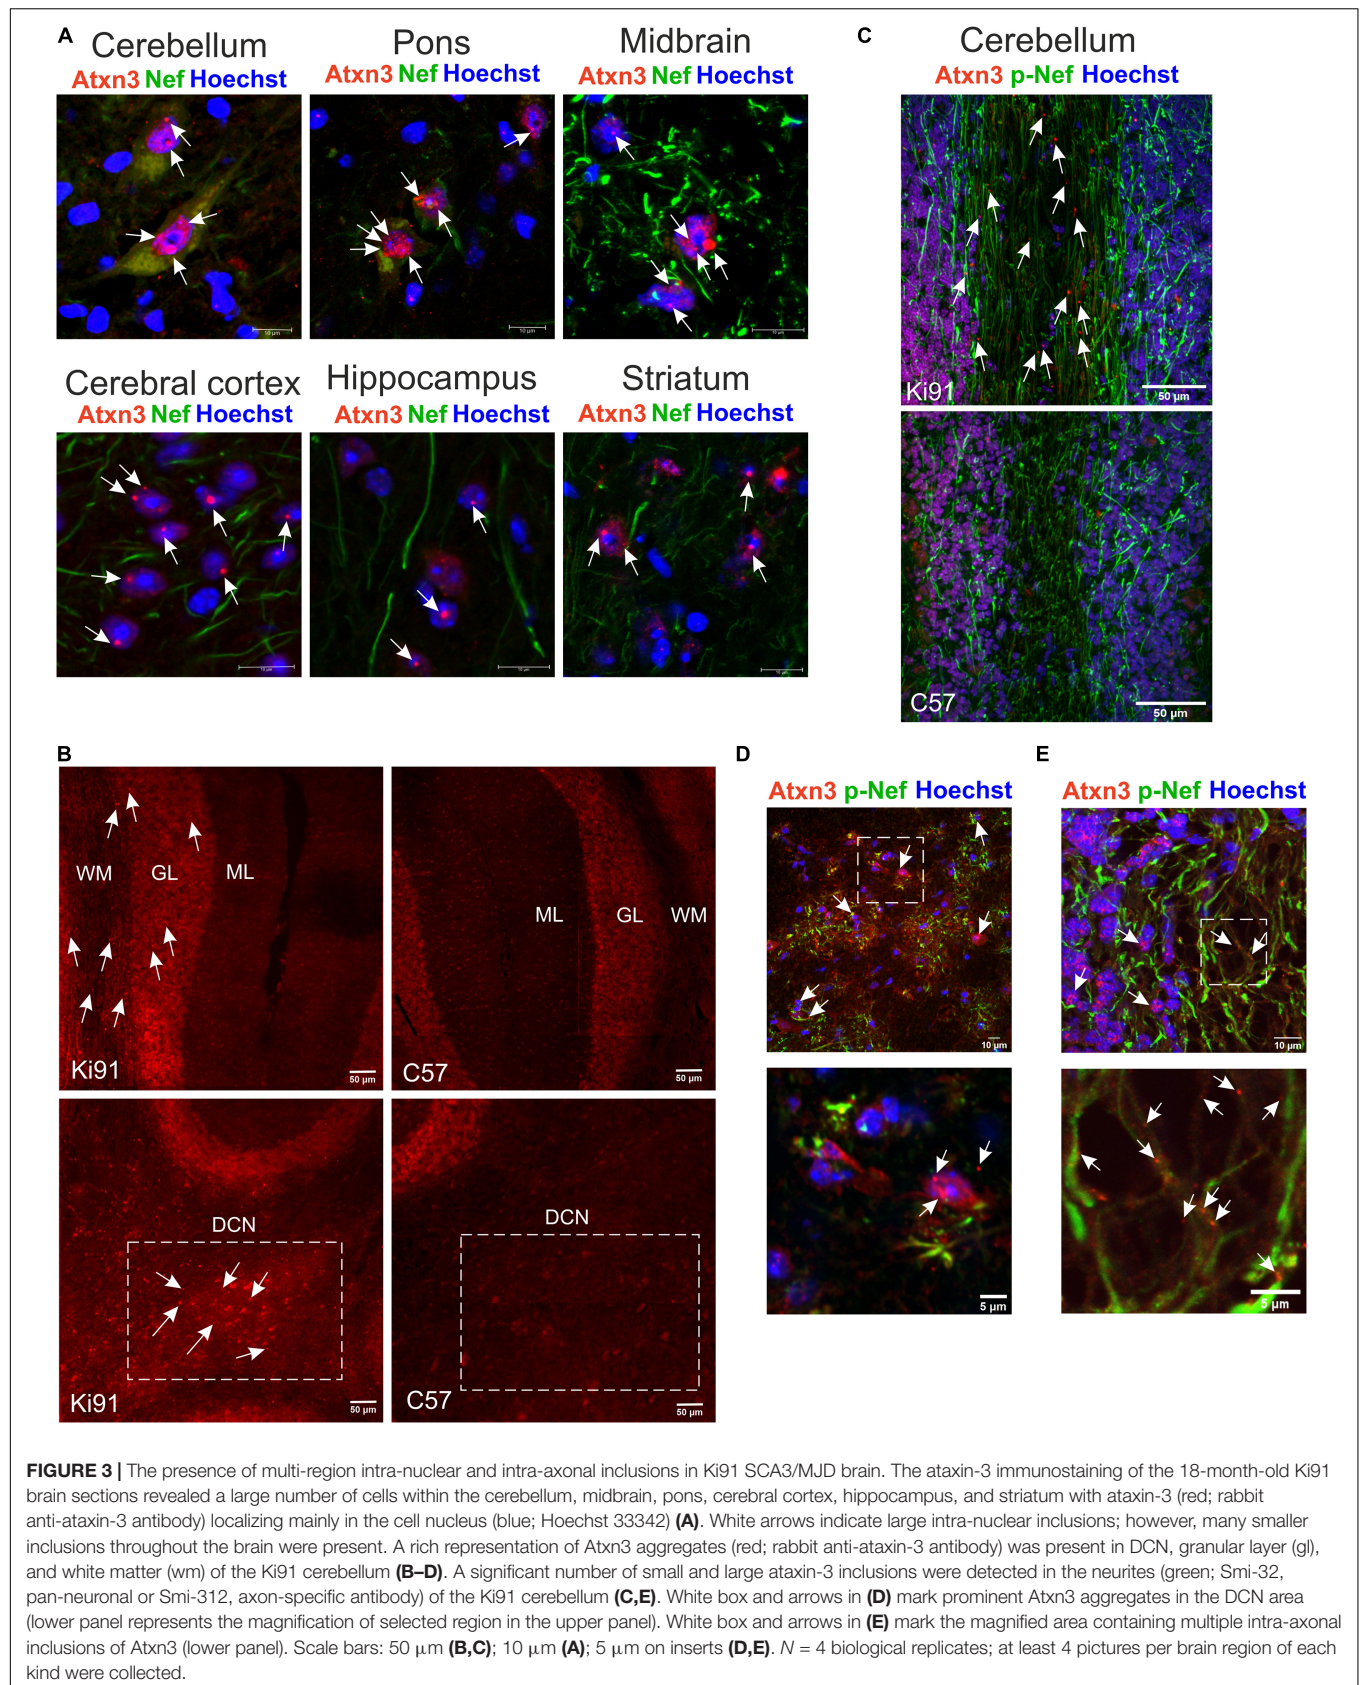 A
Cerebellum
Atxn3 Nef Hoechst
10 µm
Pons
Atxn3 Nef Hoechst
10 µm
Midbrain
Atxn3 Nef Hoechst
10 µm
Cerebral cortex
Atxn3 Nef Hoechst
10 µm
Hippocampus
Atxn3 Nef Hoechst
10 µm
Striatum
Atxn3 Nef Hoechst
10 µm
C
Cerebellum
Atxn3 p-Nef Hoechst
Ki91
50 µm
C57
50 µm
B
WM GL ML
Ki91
50 µm
ML GL WM
C57
50 µm
DCN
Ki91
50 µm
DCN
C57
50 µm
D
Atxn3 p-Nef Hoechst
10 µm
5 µm
E
Atxn3 p-Nef Hoechst
10 µm
5 µm
FIGURE 3 | The presence of multi-region intra-nuclear and intra-axonal inclusions in Ki91 SCA3/MJD brain. The ataxin-3 immunostaining of the 18-month-old Ki91
brain sections revealed a large number of cells within the cerebellum, midbrain, pons, cerebral cortex, hippocampus, and striatum with ataxin-3 (red; rabbit
anti-ataxin-3 antibody) localizing mainly in the cell nucleus (blue; Hoechst 33342) (A). White arrows indicate large intra-nuclear inclusions; however, many smaller
inclusions throughout the brain were present. A rich representation of Atxn3 aggregates (red; rabbit anti-ataxin-3 antibody) was present in DCN, granular layer (gl),
and white matter (wm) of the Ki91 cerebellum (B–D). A significant number of small and large ataxin-3 inclusions were detected in the neurites (green; Smi-32,
pan-neuronal or Smi-312, axon-specific antibody) of the Ki91 cerebellum (C,E). White box and arrows in (D) mark prominent Atxn3 aggregates in the DCN area
(lower panel represents the magnification of selected region in the upper panel). White box and arrows in (E) mark the magnified area containing multiple intra-axonal
inclusions of Atxn3 (lower panel). Scale bars: 50 µm (B,C); 10 µm (A); 5 µm on inserts (D,E). N = 4 biological replicates; at least 4 pictures per brain region of each
kind were collected.